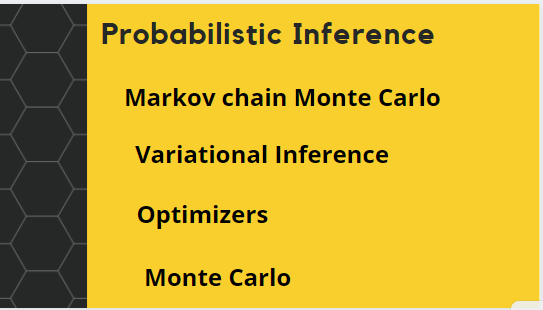 Probabilistic Inference
Markov chain Monte Carlo
Variational Inference
Optimizers
Monte Carlo